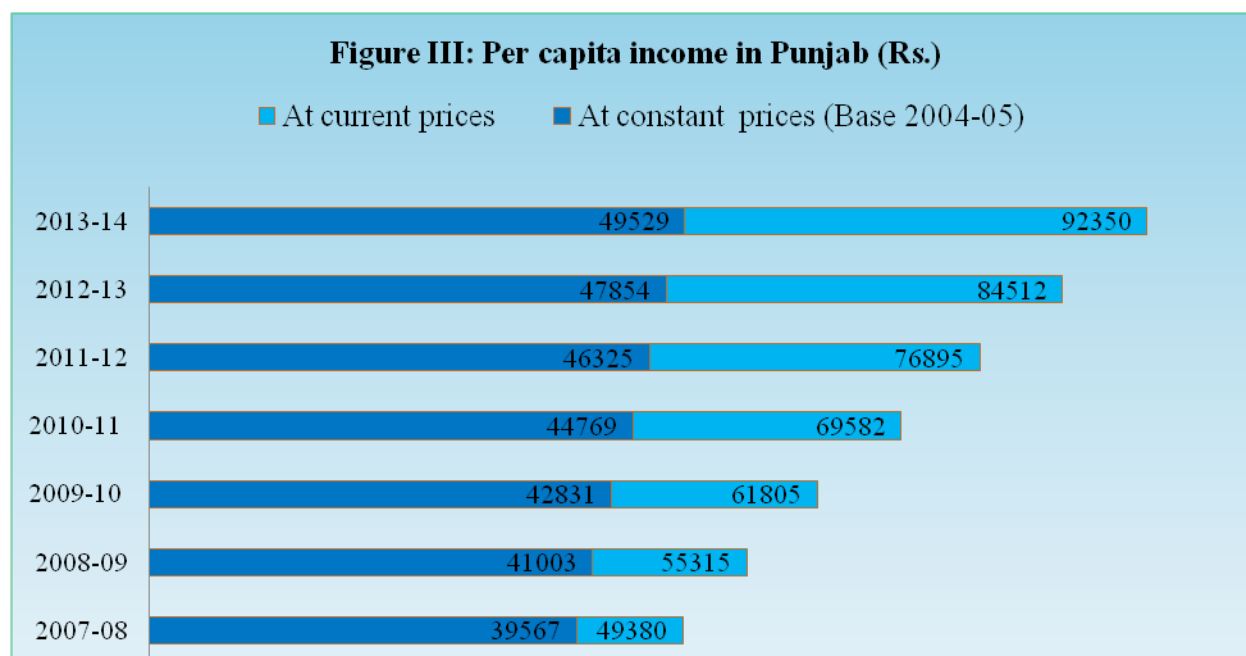 Figure III: Per capita income in Punjab (Rs.)
At current prices At constant prices (Base 2004-05)
2013-14 49529 92350
2012-13 47854 84512
2011-12 46325 76895
2010-11 44769 69582
2009-10 42831 61805
2008-09 41003 55315
2007-08 39567 49380